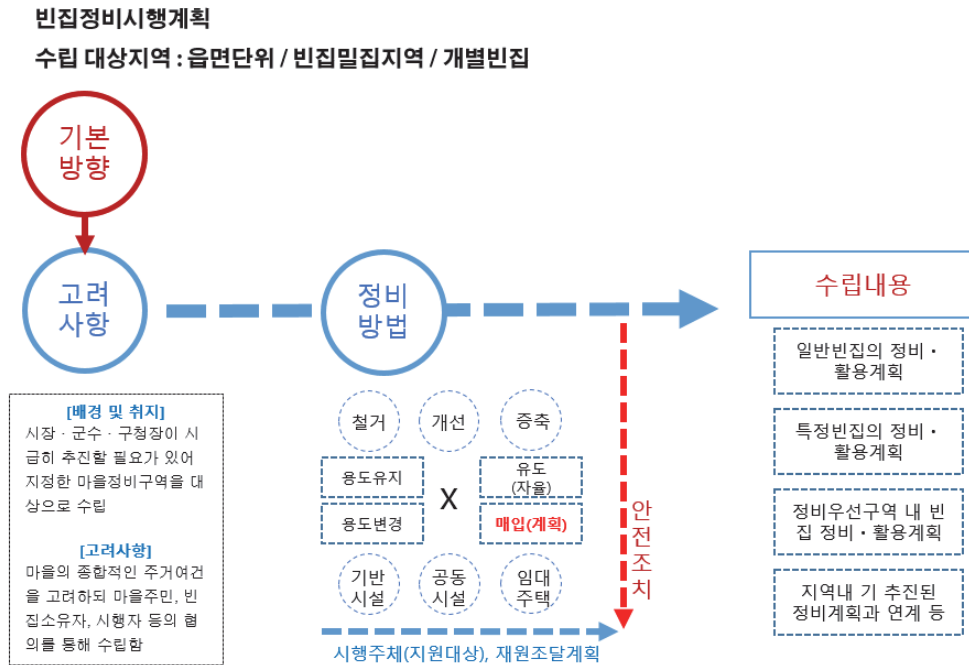 빈집정비시행계획
수립 대상지역 : 읍면단위 / 빈집밀집지역 / 개별빈집
기본
방향
고려
사항
정비
방법
수립내용
[배경 및 취지]
시장 · 군수 · 구청장이 시
급히 추진할 필요가 있어
지정한 마을정비구역을 대
상으로 수립
[고려사항]
마을의 종합적인 주거여건
을 고려하되 마을주민, 빈
집소유자, 시행자 등의 협
의를 통해 수립함
철거
개선
증축
용도유지
유도
(자율)
X
용도변경
매입(계획)
기반
시설
공동
시설
임대
주택
시행주체(지원대상), 재원조달계획
안
전
조
치
일반빈집의 정비 ·
활용계획
특정빈집의 정비 ·
활용계획
정비우선구역 내 빈
집 정비 · 활용계획
지역내 기 추진된
정비계획과 연계 등